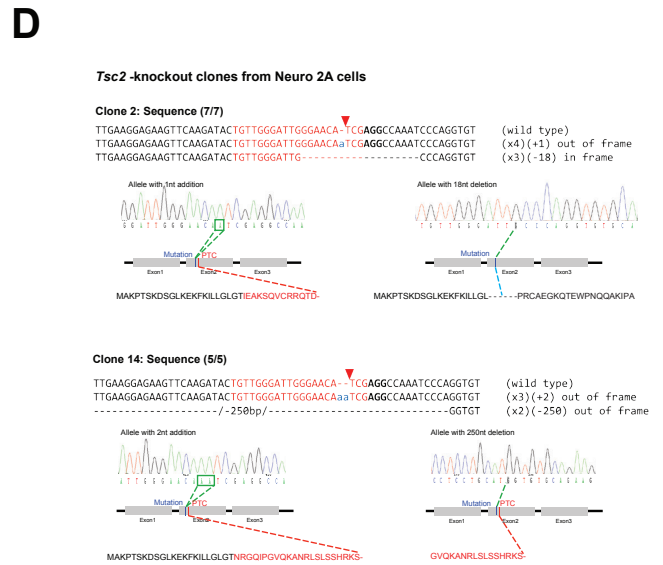 D
Tsc2 -knockout clones from Neuro 2A cells
Clone 2: Sequence (7/7)
TTGAAGGAGAAGTTCAAGATACTGTTGGGATTGGGAACA-TCGAGGCCAAATCCCAGGTGT (wild type)
TTGAAGGAGAAGTTCAAGATACTGTTGGGATTGGGAACAaTCGAGGCCAAATCCCAGGTGT (x4)(+1) out of frame
TTGAAGGAGAAGTTCAAGATACTGTTGGGATTG------------------CCCAGGTGT (x3)(-18) in frame
Allele with 1nt addition Allele with 18nt deletion
G G A T T G G G A A C A A T C G A G G C C A A T G T T G G G A T T G C C C A G G T G T G C A
Mutation PTC Mutation
Exon1 Exon2 Exon3 Exon1 Exon2 Exon3
MAKPTSKDSGLKEKFKILLGLGTIEAKSQVCRRQTD- MAKPTSKDSGLKEKFKILLGL------PRCAEGKQTEWPNQQAKIPA
Clone 14: Sequence (5/5)
TTGAAGGAGAAGTTCAAGATACTGTTGGGATTGGGAACA--TCGAGGCCAAATCCCAGGTGT (wild type)
TTGAAGGAGAAGTTCAAGATACTGTTGGGATTGGGAACAaaTCGAGGCCAAATCCCAGGTGT (x3)(+2) out of frame
--------------------/-250bp/-----------------------------GGTGT (x2)(-250) out of frame
Allele with 2nt addition Allele with 250nt deletion
A T T G G G A A C A A A T C G A G G C C A C C T C C T G C A T G G T G T G C A G A A G
Mutation PTC Mutation PTC
Exon1 Exon2 Exon3 Exon1 Exon2 Exon3
MAKPTSKDSGLKEKFKILLGLGTNRGQIPGVQKANRLSLSSHRKS- GVQKANRLSLSSHRKS-